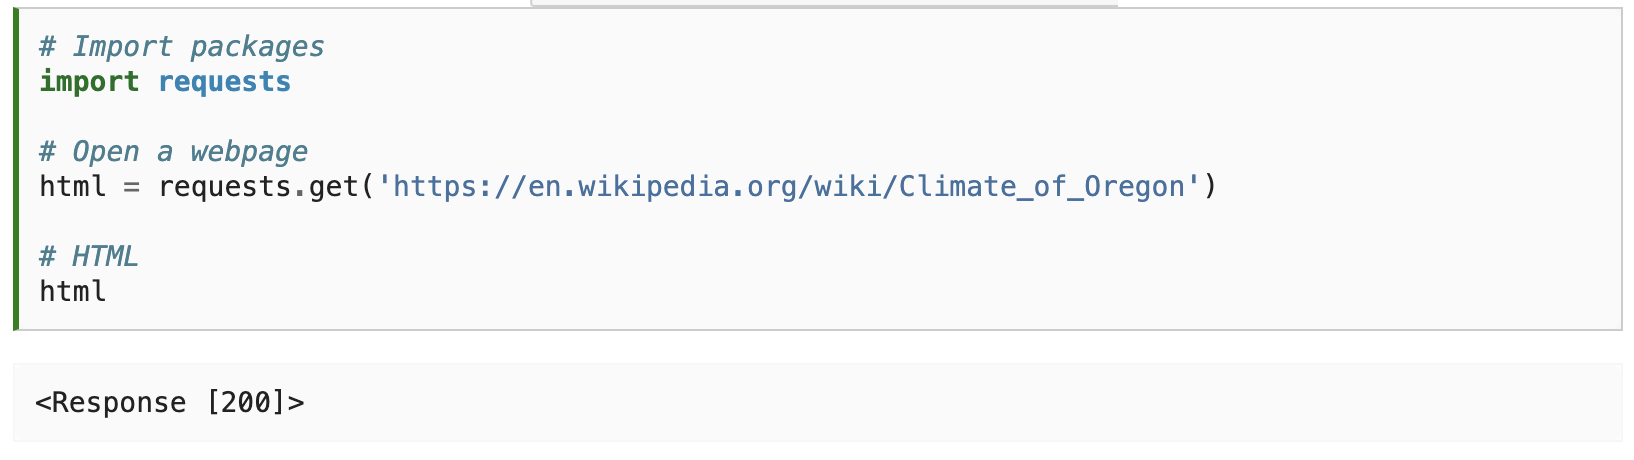 # Import packages
import requests
# Open a webpage
html = requests.get('https://en.wikipedia.org/wiki/Climate_of_Oregon')
# HTML
html
<Response [200]>